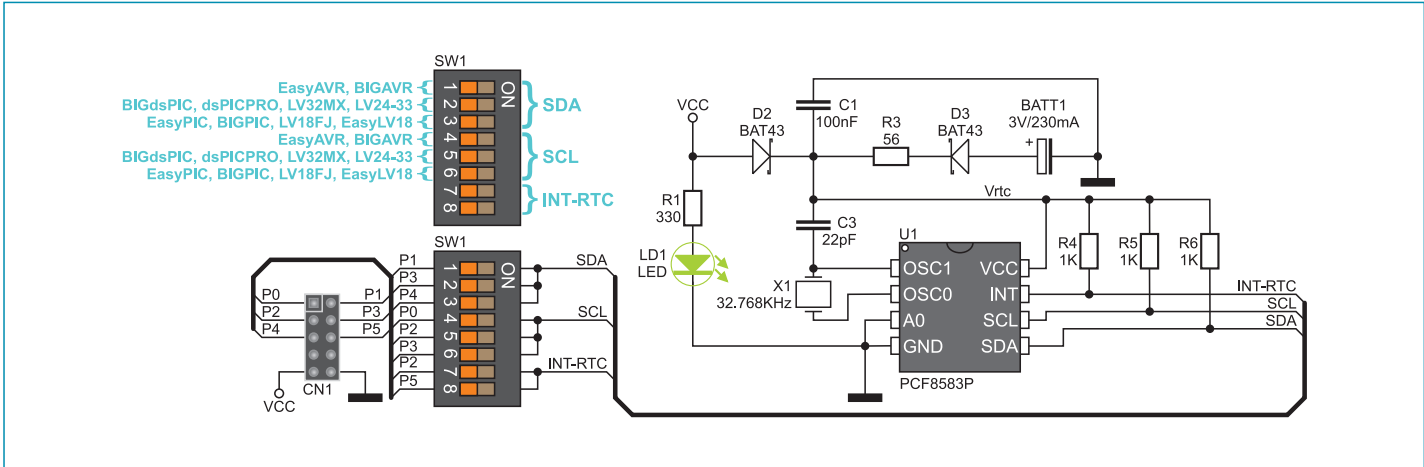 SW1
EasyAVR, BIGAVR
BIGdsPIC, dsPICPRO, LV32MX, LV24-33
EasyPIC, BIGPIC, LV18FJ, EasyLV18
EasyAVR, BIGAVR
BIGdsPIC, dsPICPRO, LV32MX, LV24-33
EasyPIC, BIGPIC, LV18FJ, EasyLV18
1
2
3
4
5
6
7
8
ON
SDA
SCL
INT-RTC
SW1
P1
P3
P4
P0
P2
P3
P2
P5
1
2
3
4
5
6
7
8
ON
SDA
SCL
INT-RTC
P0
P2
P4
P1
P3
P5
CN1
VCC
VCC
D2
BAT43
C1
100nF
R3
56
D3
BAT43
BATT1
3V/230mA
+
R1
330
LD1
LED
C3
22pF
X1
32.768KHz
Vrtc
U1
OSC1
OSC0
A0
GND
VCC
INT
SCL
SDA
PCF8583P
R4
1K
R5
1K
R6
1K
INT-RTC
SCL
SDA